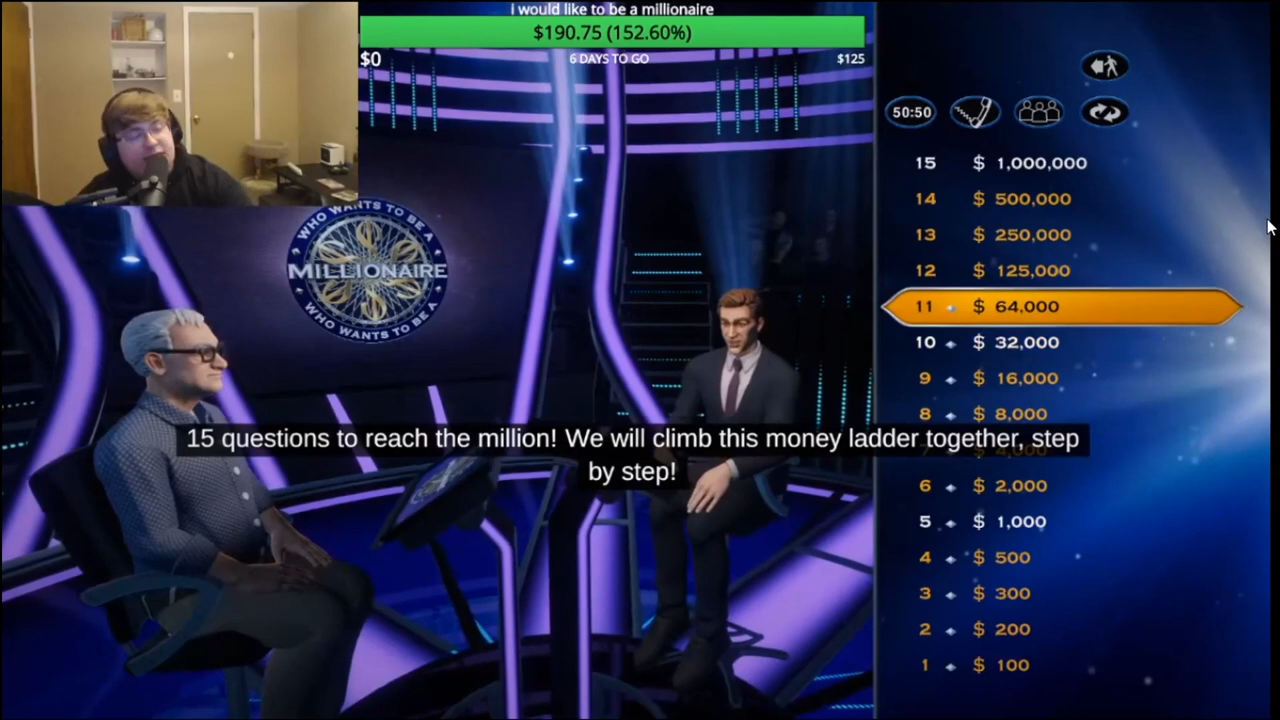 i would like to be a millionaire
$190.75 (152.60%)
$0 6 DAYS TO GO $125
50:50
15 $ 1,000,000
14 $ 500,000
13 $ 250,000
12 $ 125,000
11 $ 64,000
10 $ 32,000
9 $ 16,000
8 $ 8,000
7 $ 4,000
6 $ 2,000
5 $ 1,000
4 $ 500
3 $ 300
2 $ 200
1 $ 100
WHO WANTS TO BE A
MILLIONAIRE
WHO WANTS TO BE A
15 questions to reach the million! We will climb this money ladder together, step
by step!